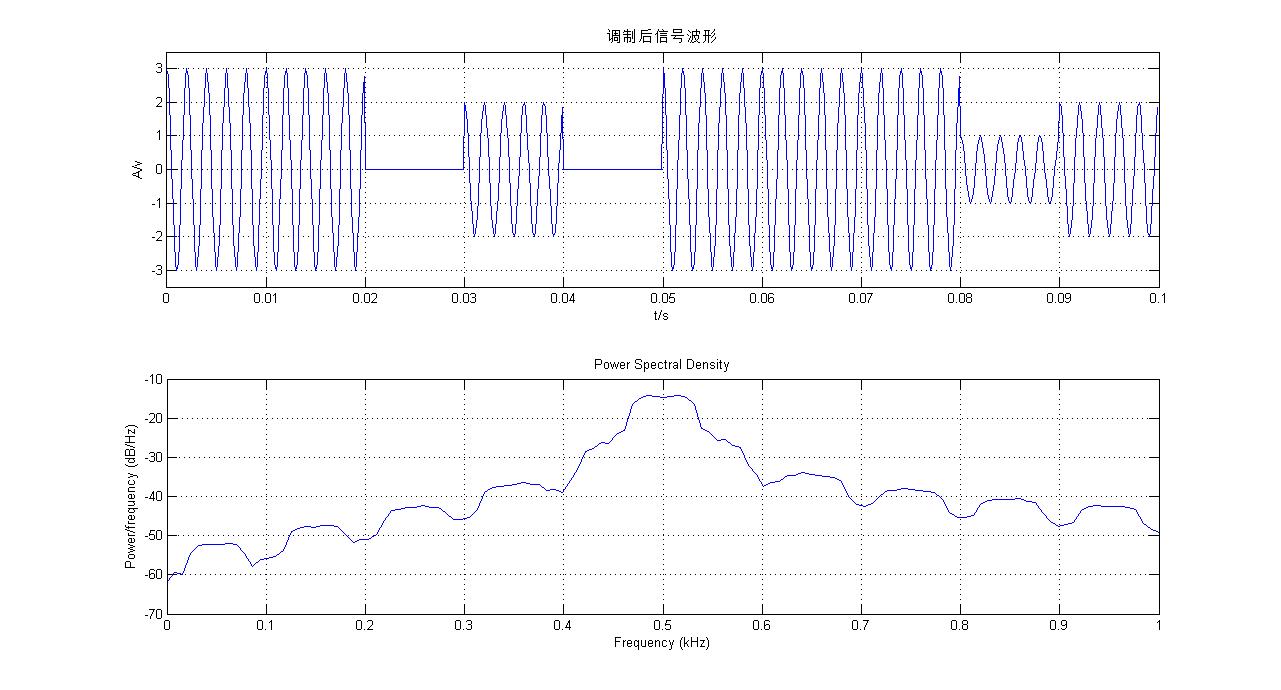 调制后信号波形
3
2
1
0
-1
-2
-3
A/v
0 0.01 0.02 0.03 0.04 0.05 0.06 0.07 0.08 0.09 0.1
t/s
Power Spectral Density
-10
-20
-30
-40
-50
-60
-70
Power/frequency (dB/Hz)
0 0.1 0.2 0.3 0.4 0.5 0.6 0.7 0.8 0.9 1
Frequency (kHz)